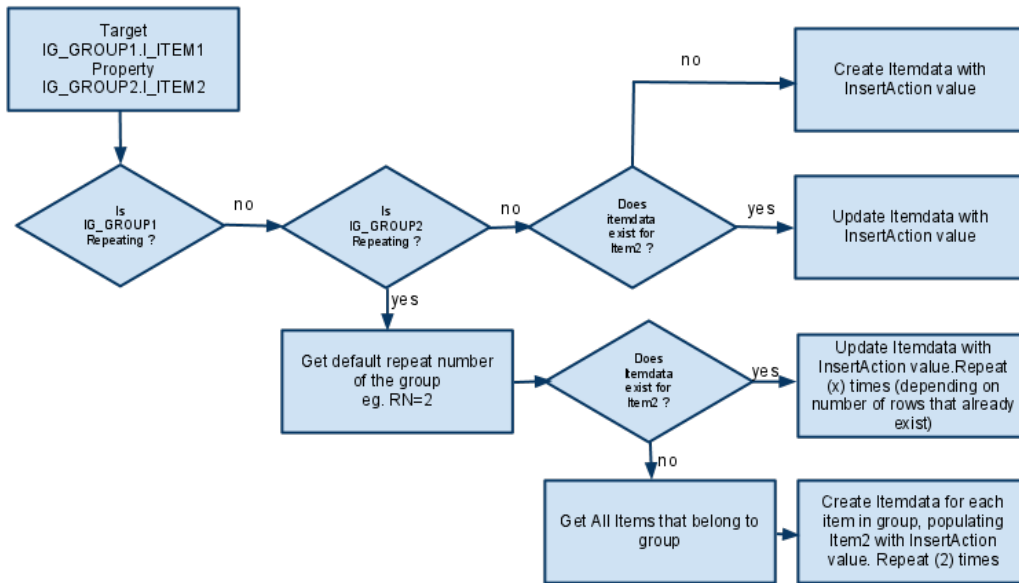 Target
IG_GROUP1.I_ITEM1
Property
IG_GROUP2.I_ITEM2
no
Create Itemdata with
InsertAction value
Is
IG_GROUP1
Repeating ?
no
Is
IG_GROUP2
Repeating ?
no
Does
itemdata
exist for
Item2 ?
yes
Update Itemdata with
InsertAction value
yes
Get default repeat number
of the group
eg. RN=2
Does
Itemdata
exist for
Item2 ?
yes
Update Itemdata with
InsertAction value.Repeat
(x) times (depending on
number of rows that already
exist)
no
Get All Items that belong to
group
Create Itemdata for each
item in group, populating
Item2 with InsertAction
value. Repeat (2) times